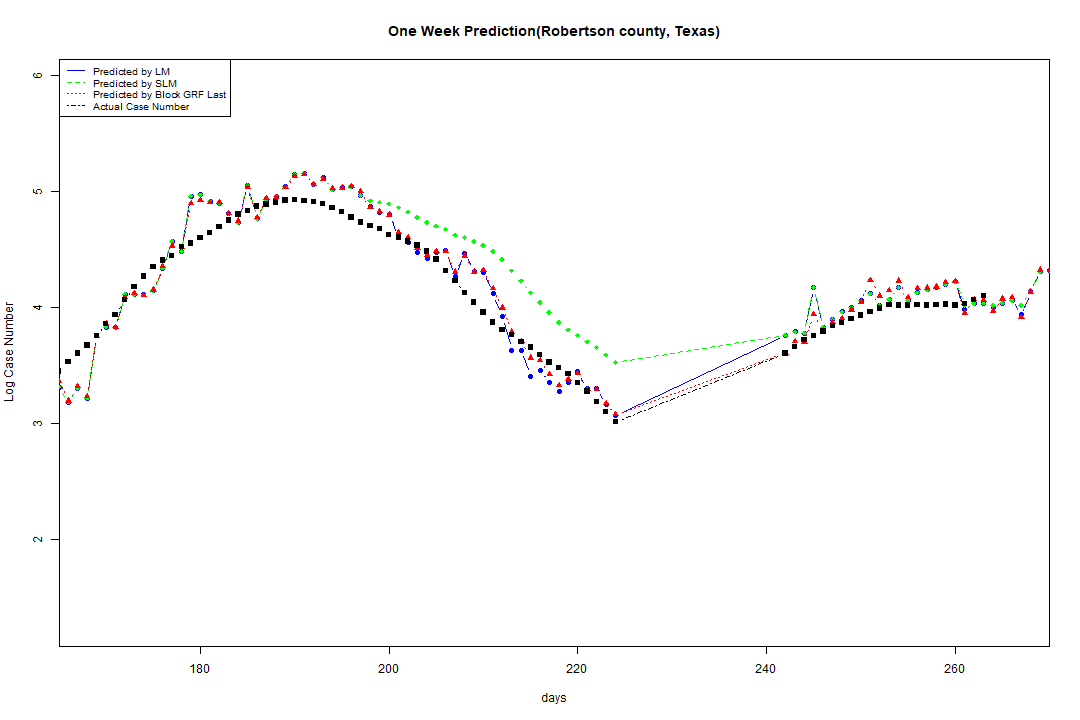 One Week Prediction(Robertson county, Texas)
Predicted by LM
Predicted by SLM
Predicted by Block GRF Last
Actual Case Number
6
5
4
3
2
Log Case Number
180 200 220 240 260
days